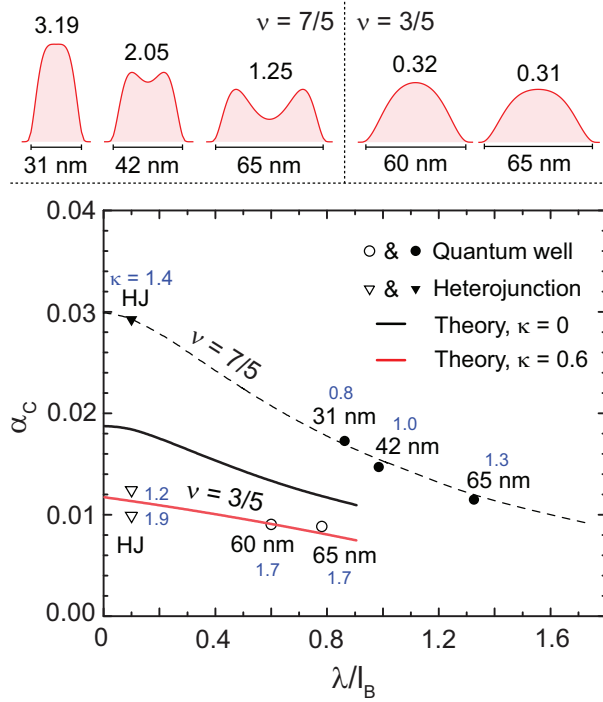 ν = 7/5 ν = 3/5
3.19 2.05 1.25 0.32 0.31
31 nm 42 nm 65 nm 60 nm 65 nm
0.04
0.03
0.02
0.01
0.00
α_C
κ = 1.4
HJ
ν = 7/5
○ & ● Quantum well
▽ & ▼ Heterojunction
Theory, κ = 0
Theory, κ = 0.6
0.8
31 nm
1.0
42 nm
1.3
65 nm
ν = 3/5
1.2
1.9
HJ
60 nm
1.7
65 nm
1.7
0 0.4 0.8 1.2 1.6
λ/l_B